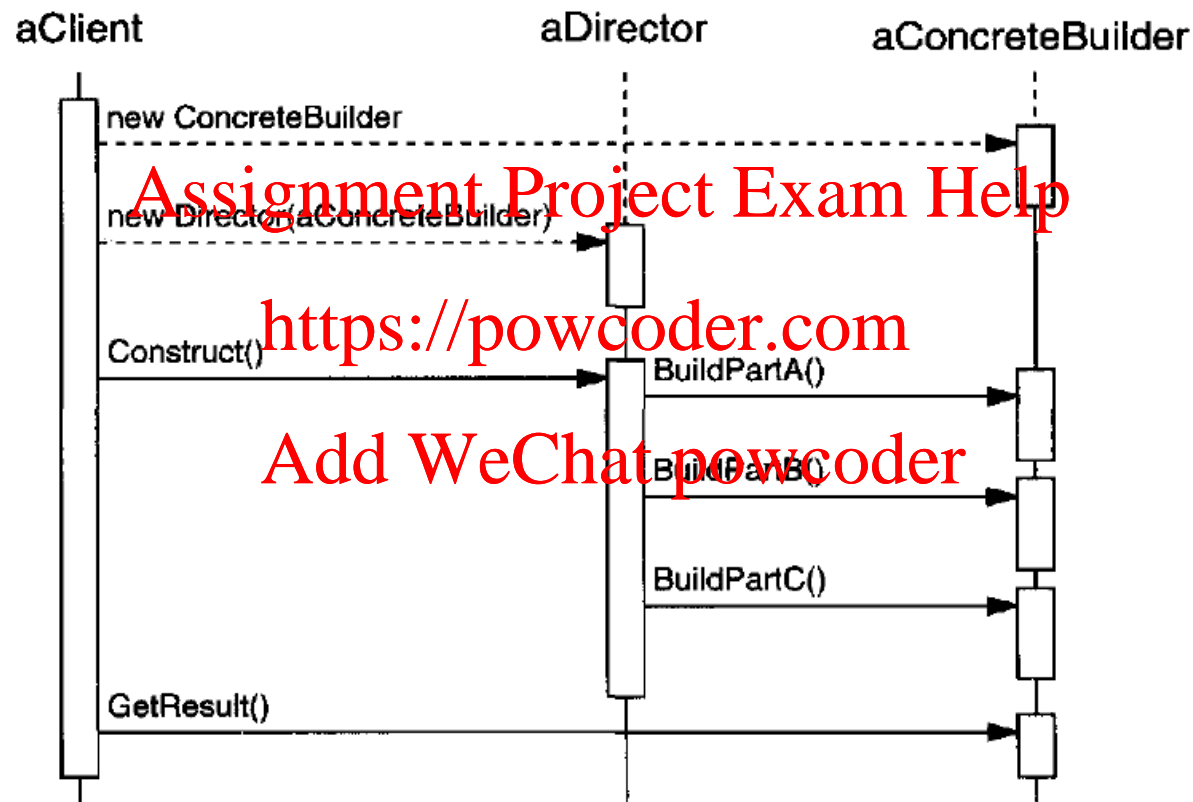 aClient
aDirector
aConcreteBuilder
new ConcreteBuilder
Assignment Project Exam Help
new Director(aConcreteBuilder)
https://powcoder.com
Construct()
BuildPartA()
Add WeChat powcoder
BuildPartB()
BuildPartC()
GetResult()